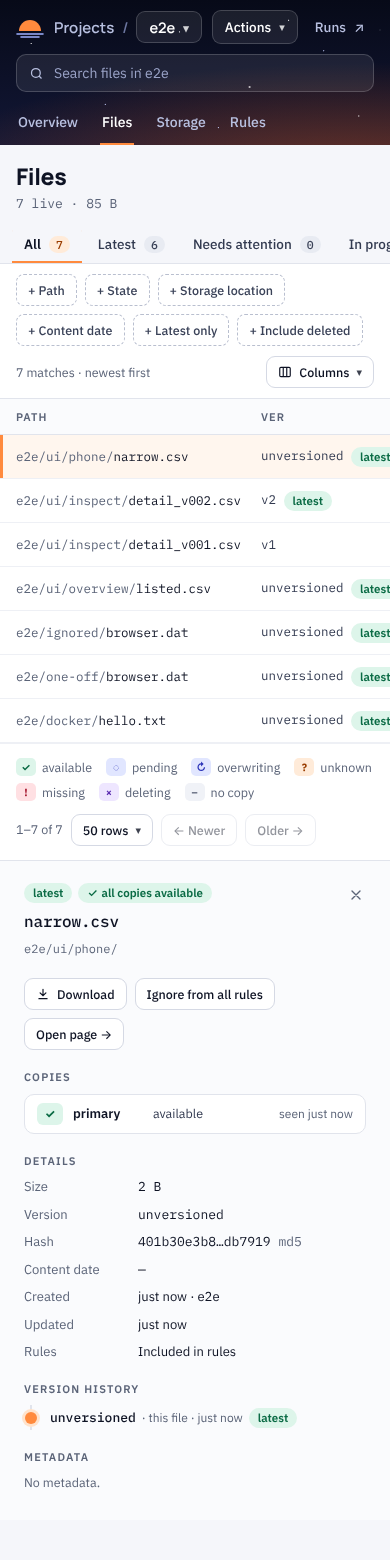 Projects / e2e ▾ Actions ▾ Runs ↗
Search files in e2e
Overview Files Storage Rules
Files
7 live · 85 B
All 7 Latest 6 Needs attention 0 In prog
+ Path + State + Storage location
+ Content date + Latest only + Include deleted
7 matches · newest first Columns ▾
PATH VER
e2e/ui/phone/narrow.csv unversioned latest
e2e/ui/inspect/detail_v002.csv v2 latest
e2e/ui/inspect/detail_v001.csv v1
e2e/ui/overview/listed.csv unversioned latest
e2e/ignored/browser.dat unversioned latest
e2e/one-off/browser.dat unversioned latest
e2e/docker/hello.txt unversioned latest
✓ available ○ pending ↻ overwriting ? unknown
! missing × deleting – no copy
1–7 of 7 50 rows ▾ ← Newer Older →
latest ✓ all copies available ×
narrow.csv
e2e/ui/phone/
Download Ignore from all rules
Open page →
COPIES
✓ primary available seen just now
DETAILS
Size 2 B
Version unversioned
Hash 401b30e3b8…db7919 md5
Content date —
Created just now · e2e
Updated just now
Rules Included in rules
VERSION HISTORY
unversioned · this file · just now latest
METADATA
No metadata.